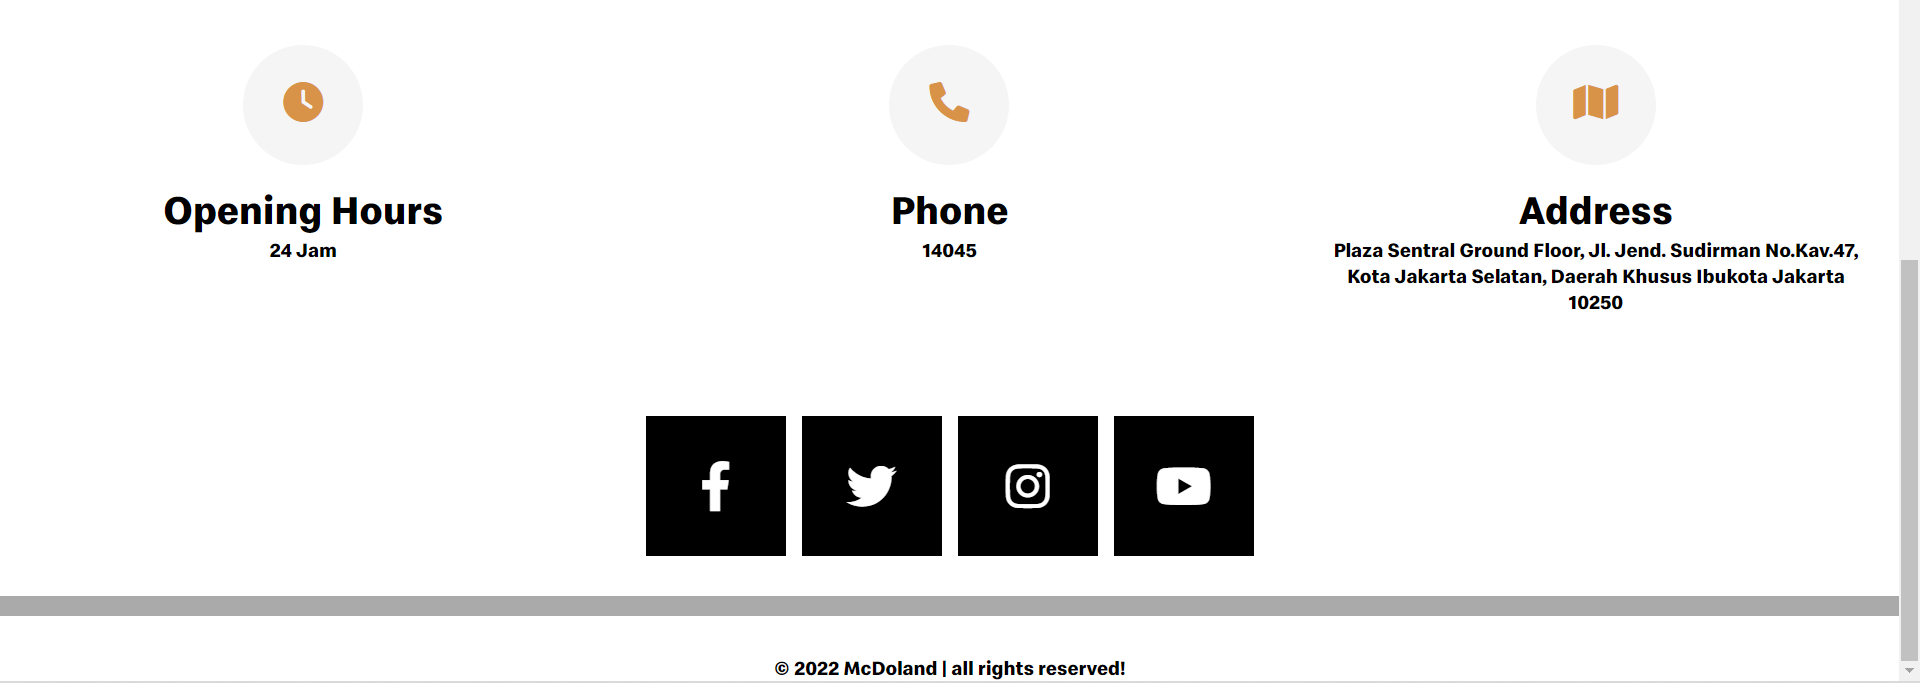 Opening Hours
24 Jam
Phone
14045
Address
Plaza Sentral Ground Floor, Jl. Jend. Sudirman No.Kav.47,
Kota Jakarta Selatan, Daerah Khusus Ibukota Jakarta
10250
© 2022 McDoland | all rights reserved!